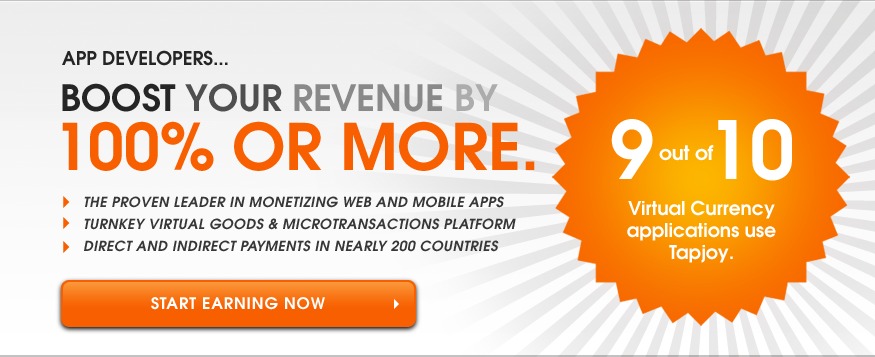 APP DEVELOPERS...
BOOST YOUR REVENUE BY
100% OR MORE.
THE PROVEN LEADER IN MONETIZING WEB AND MOBILE APPS
TURNKEY VIRTUAL GOODS & MICROTRANSACTIONS PLATFORM
DIRECT AND INDIRECT PAYMENTS IN NEARLY 200 COUNTRIES
START EARNING NOW
9 out of 10
Virtual Currency
applications use
Tapjoy.